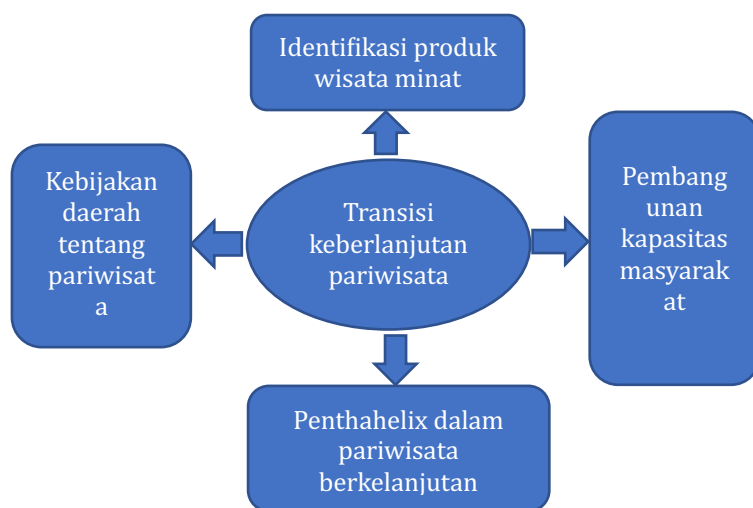 Identifikasi produk
wisata minat
Kebijakan
daerah
tentang
pariwisat
a
Transisi
keberlanjutan
pariwisata
Pembang
unan
kapasitas
masyarak
at
Penthahelix dalam
pariwisata
berkelanjutan